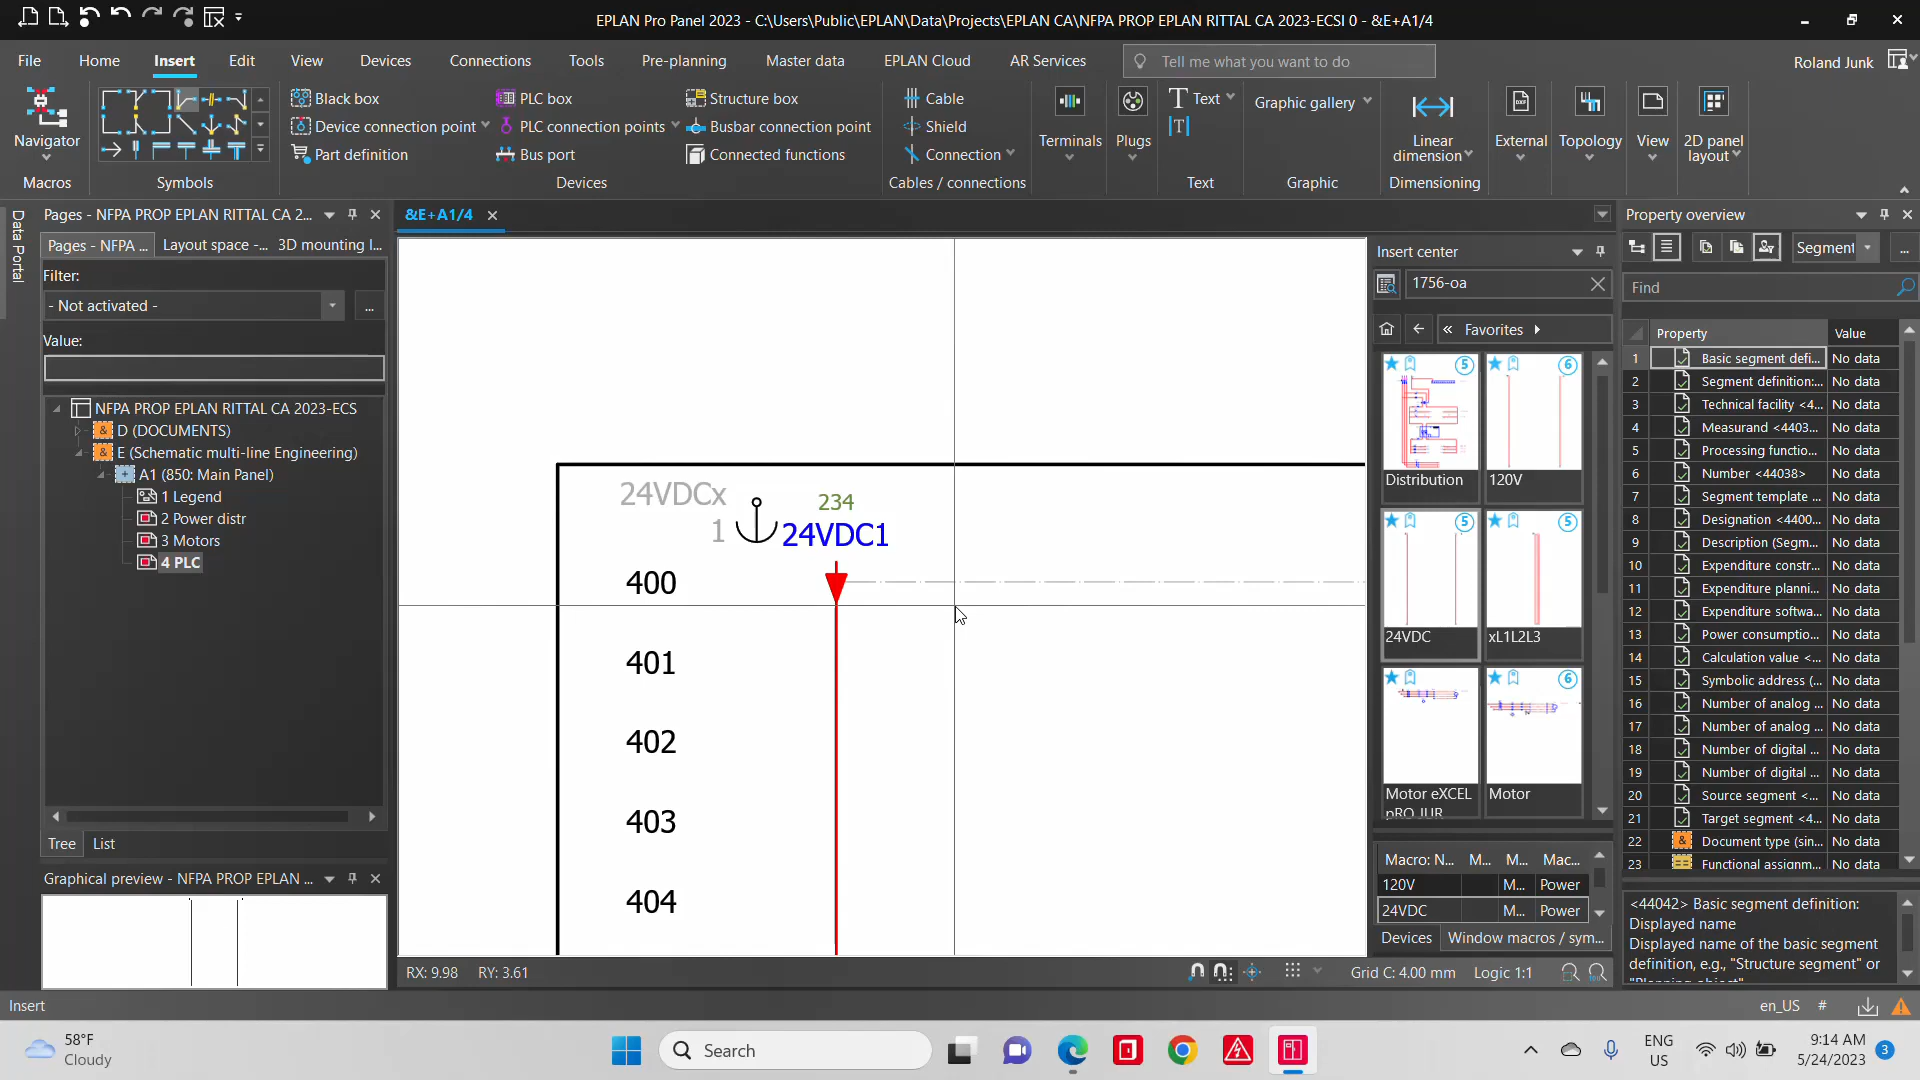 EPLAN Pro Panel 2023 - C:\Users\Public\EPLAN\Data\Projects\EPLAN CA\NFPA PROP EPLAN RITTAL CA 2023-ECSI 0 - &E+A1/4
File Home Insert Edit View Devices Connections Tools Pre-planning Master data EPLAN Cloud AR Services
Tell me what you want to do
Roland Junk
Navigator
Macros
Symbols
Black box
Device connection point
Part definition
PLC box
PLC connection points
Bus port
Structure box
Busbar connection point
Connected functions
Devices
Cable
Shield
Connection
Cables / connections
Terminals
Plugs
Text
Text
Graphic gallery
Graphic
Linear
dimension
Dimensioning
External
Topology
View
2D panel
layout
Data Portal
Pages - NFPA PROP EPLAN RITTAL CA 2...
Pages - NFPA ... Layout space -... 3D mounting l...
Filter:
- Not activated -
...
Value:
NFPA PROP EPLAN RITTAL CA 2023-ECS
D (DOCUMENTS)
E (Schematic multi-line Engineering)
A1 (850: Main Panel)
1 Legend
2 Power distr
3 Motors
4 PLC
Tree List
Graphical preview - NFPA PROP EPLAN ...
&E+A1/4
24VDCx
1
234
24VDC1
400
401
402
403
404
RX: 9.98 RY: 3.61
Grid C: 4.00 mm Logic 1:1
Insert center
1756-oa
« Favorites
5
Distribution
6
120V
5
24VDC
5
xL1L2L3
Motor eXCEL
pROJUR
6
Motor
Macro: N... M... M... Mac...
120V M... Power
24VDC M... Power
Devices Window macros / sym...
Property overview
Segment
...
Find
Property Value
1 Basic segment defi... No data
2 Segment definition:... No data
3 Technical facility <4... No data
4 Measurand <4403... No data
5 Processing functio... No data
6 Number <44038> No data
7 Segment template ... No data
8 Designation <4400... No data
9 Description (Segm... No data
10 Expenditure constr... No data
11 Expenditure planni... No data
12 Expenditure softwa... No data
13 Power consumptio... No data
14 Calculation value <... No data
15 Symbolic address (... No data
16 Number of analog ... No data
17 Number of analog ... No data
18 Number of digital ... No data
19 Number of digital ... No data
20 Source segment <... No data
21 Target segment <4... No data
22 Document type (sin... No data
23 Functional assignm... No data
<44042> Basic segment definition:
Displayed name
Displayed name of the basic segment
definition, e.g., "Structure segment" or
"Planning object"
Insert
en_US #
58°F
Cloudy
Search
ENG
US
9:14 AM
5/24/2023
3